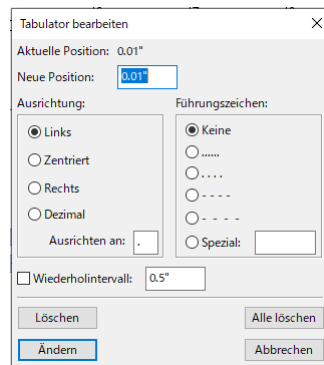 Tabulator bearbeiten
Aktuelle Position: 0.01"
Neue Position: 0.01"
Ausrichtung: Führungszeichen:
Links
Zentriert
Rechts
Dezimal
Ausrichten an: .
Keine
......
. . . .
- - - -
-  -  -  -
Spezial:
Wiederholintervall: 0.5"
Löschen Alle löschen
Ändern Abbrechen